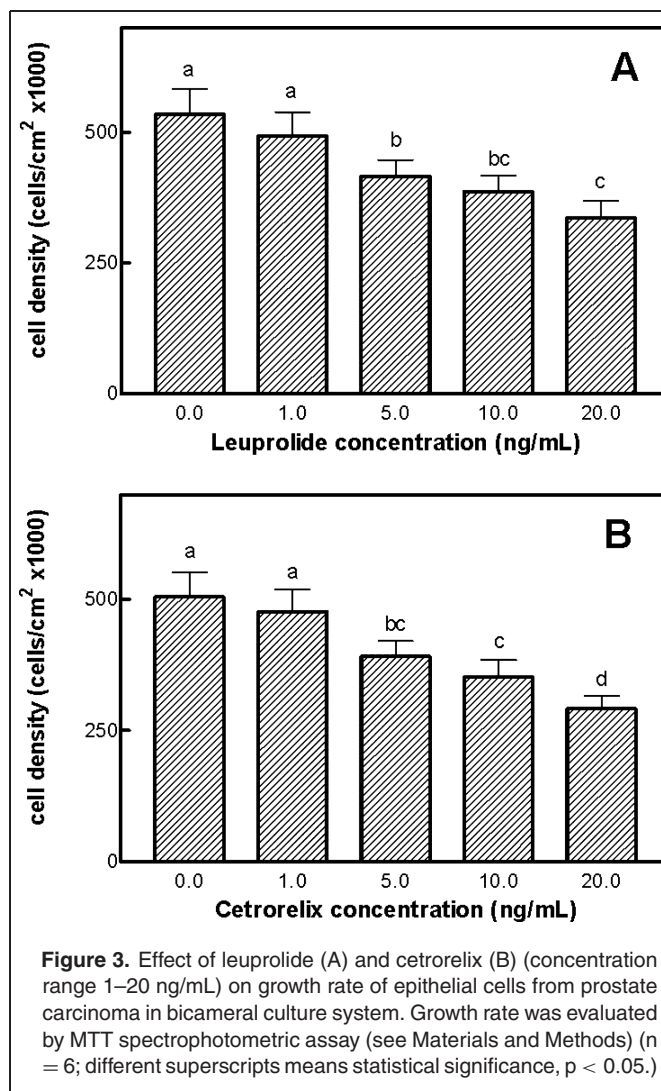 A
cell density (cells/cm² x1000)
500
250
0
a
a
b
bc
c
0.0 1.0 5.0 10.0 20.0
Leuprolide concentration (ng/mL)
B
cell density (cells/cm² x1000)
500
250
0
a
a
bc
c
d
0.0 1.0 5.0 10.0 20.0
Cetrorelix concentration (ng/mL)
Figure 3. Effect of leuprolide (A) and cetrorelix (B) (concentration
range 1–20 ng/mL) on growth rate of epithelial cells from prostate
carcinoma in bicameral culture system. Growth rate was evaluated
by MTT spectrophotometric assay (see Materials and Methods) (n
= 6; different superscripts means statistical significance, p < 0.05.)